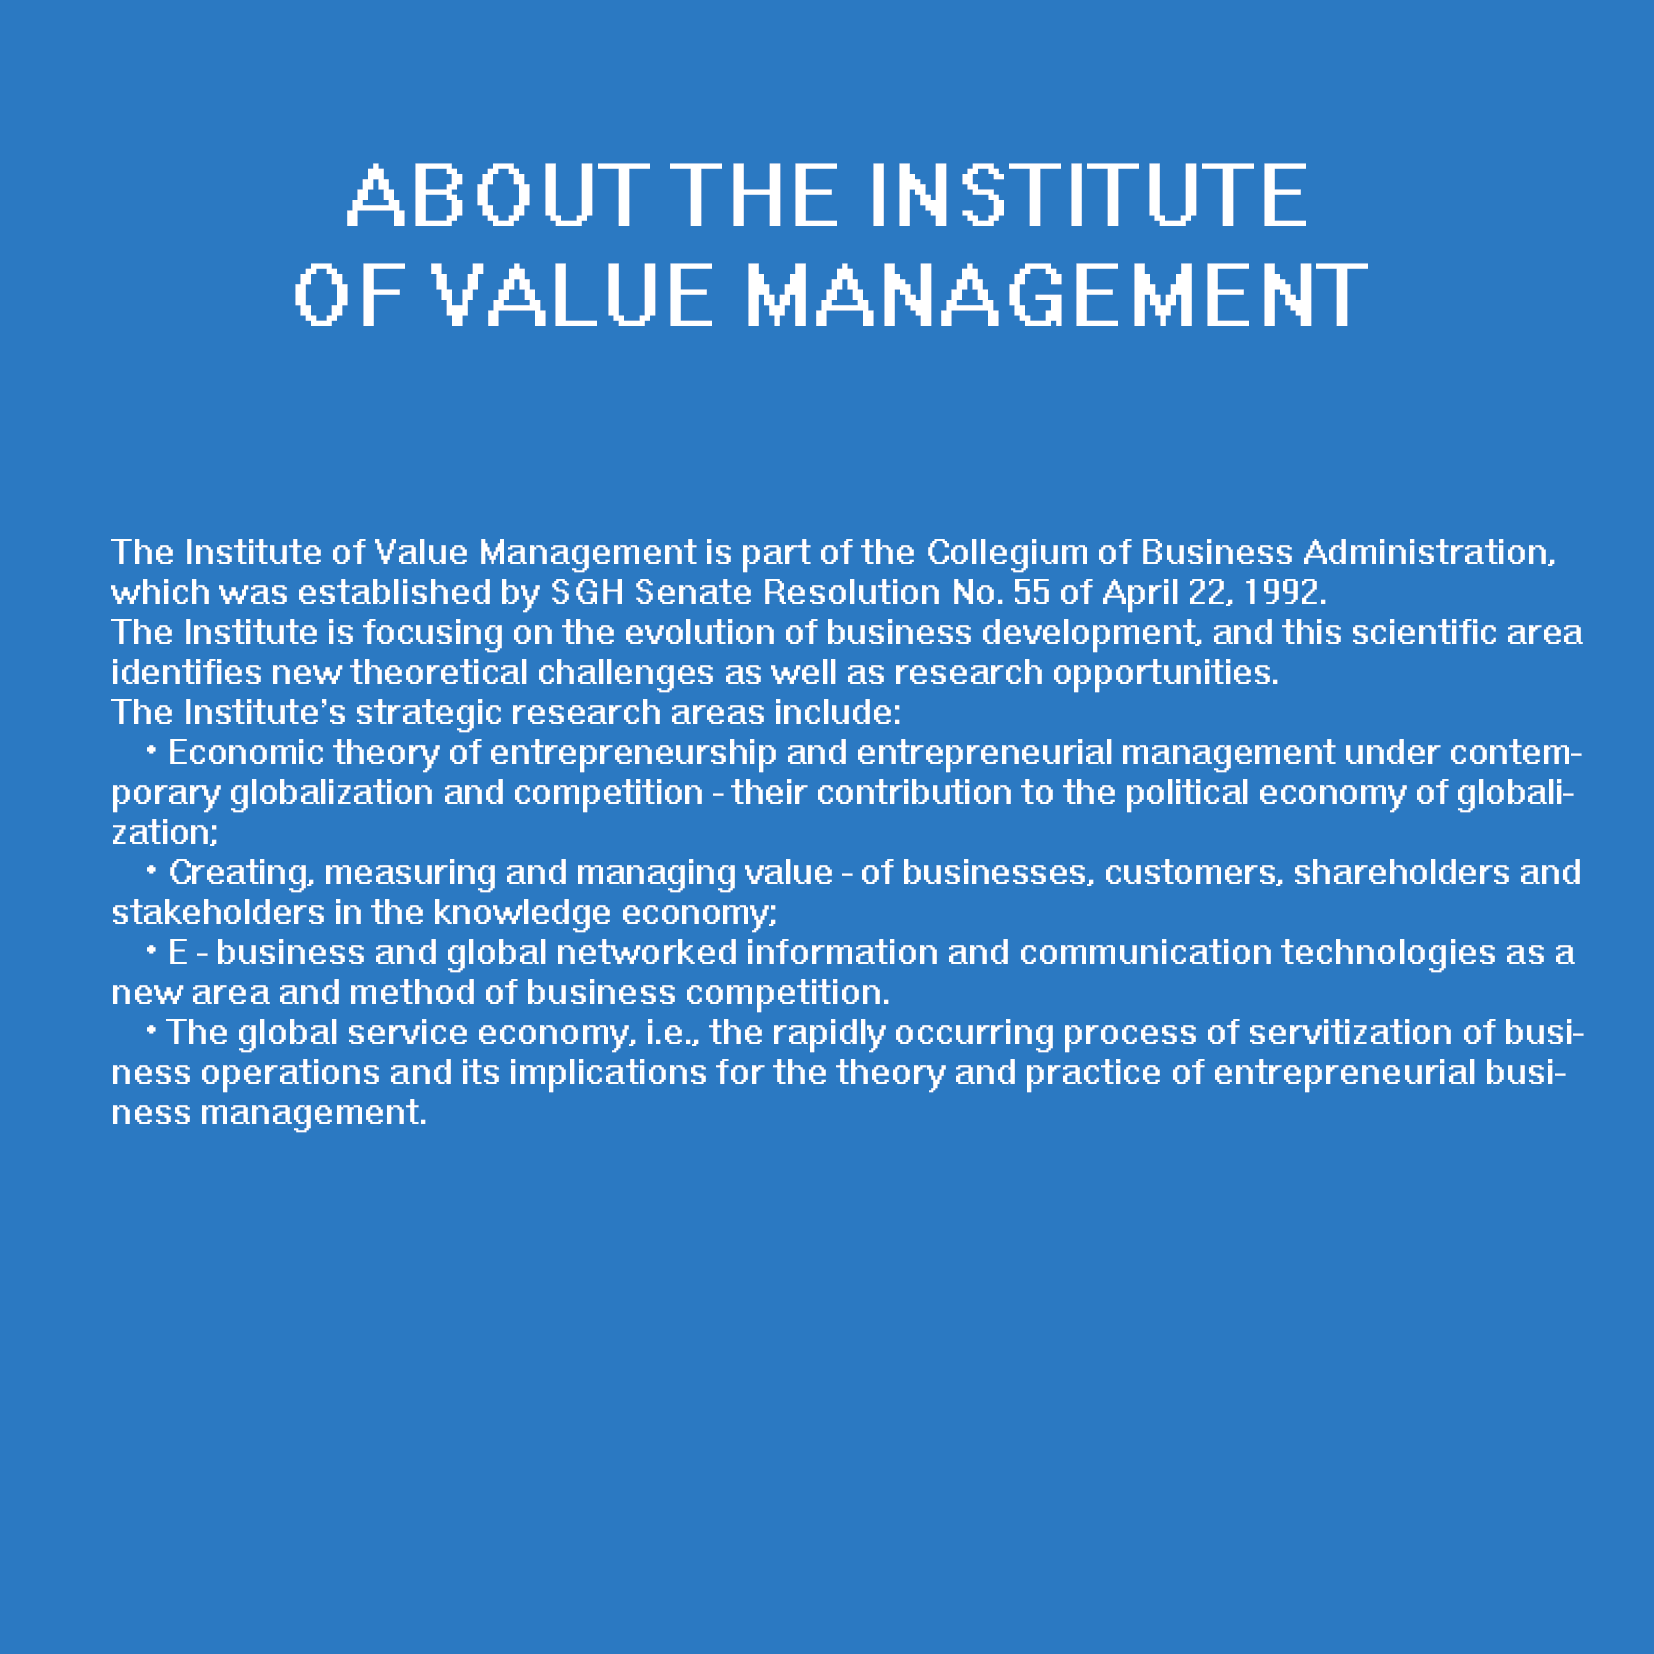 ABOUT THE INSTITUTE
OF VALUE MANAGEMENT
The Institute of Value Management is part of the Collegium of Business Administration,
which was established by SGH Senate Resolution No. 55 of April 22, 1992.
The Institute is focusing on the evolution of business development, and this scientific area
identifies new theoretical challenges as well as research opportunities.
The Institute’s strategic research areas include:
• Economic theory of entrepreneurship and entrepreneurial management under contem-
porary globalization and competition - their contribution to the political economy of globali-
zation;
• Creating, measuring and managing value - of businesses, customers, shareholders and
stakeholders in the knowledge economy;
• E - business and global networked information and communication technologies as a
new area and method of business competition.
• The global service economy, i.e., the rapidly occurring process of servitization of busi-
ness operations and its implications for the theory and practice of entrepreneurial busi-
ness management.